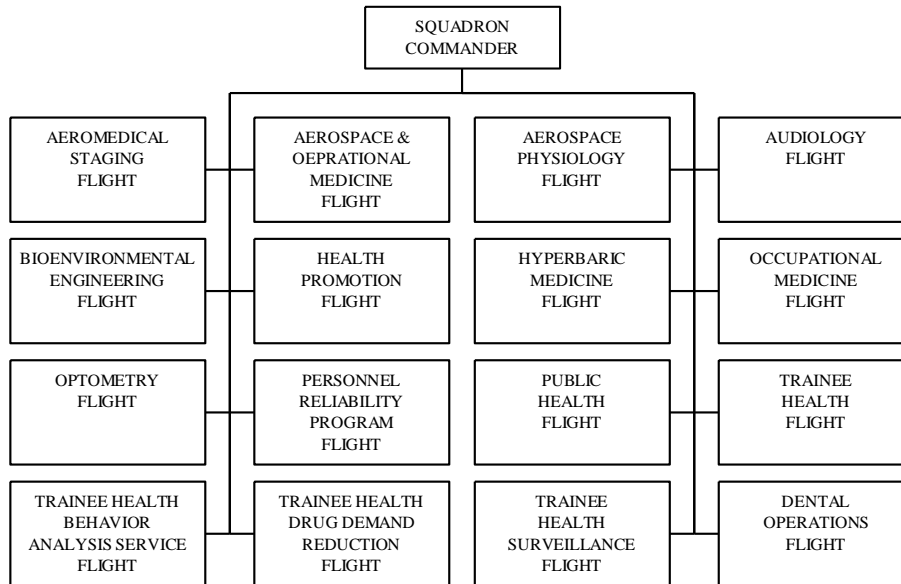 SQUADRON
COMMANDER
AEROMEDICAL
STAGING
FLIGHT
AEROSPACE &
OEPRATIONAL
MEDICINE
FLIGHT
AEROSPACE
PHYSIOLOGY
FLIGHT
AUDIOLOGY
FLIGHT
BIOENVIRONMENTAL
ENGINEERING
FLIGHT
HEALTH
PROMOTION
FLIGHT
HYPERBARIC
MEDICINE
FLIGHT
OCCUPATIONAL
MEDICINE
FLIGHT
OPTOMETRY
FLIGHT
PERSONNEL
RELIABILITY
PROGRAM
FLIGHT
PUBLIC
HEALTH
FLIGHT
TRAINEE
HEALTH
FLIGHT
TRAINEE HEALTH
BEHAVIOR
ANALYSIS SERVICE
FLIGHT
TRAINEE HEALTH
DRUG DEMAND
REDUCTION
FLIGHT
TRAINEE
HEALTH
SURVEILLANCE
FLIGHT
DENTAL
OPERATIONS
FLIGHT